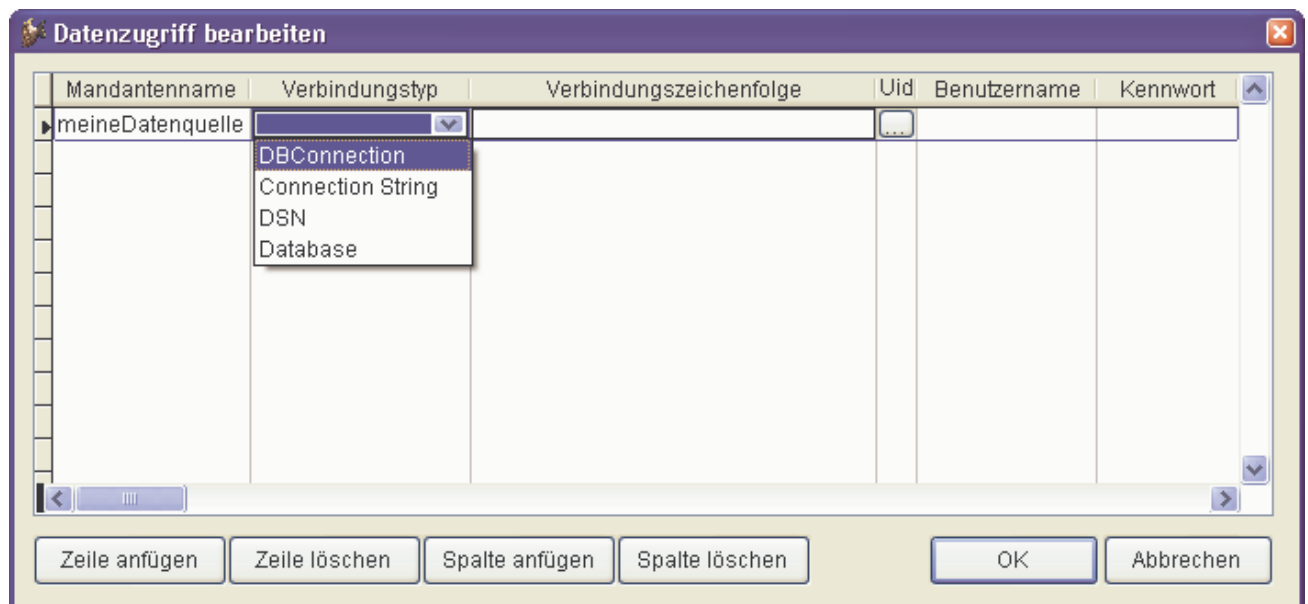 Datenzugriff bearbeiten
Mandantenname Verbindungstyp Verbindungszeichenfolge Uid Benutzername Kennwort
meineDatenquelle ...
DBConnection
Connection String
DSN
Database
Zeile anfügen Zeile löschen Spalte anfügen Spalte löschen OK Abbrechen